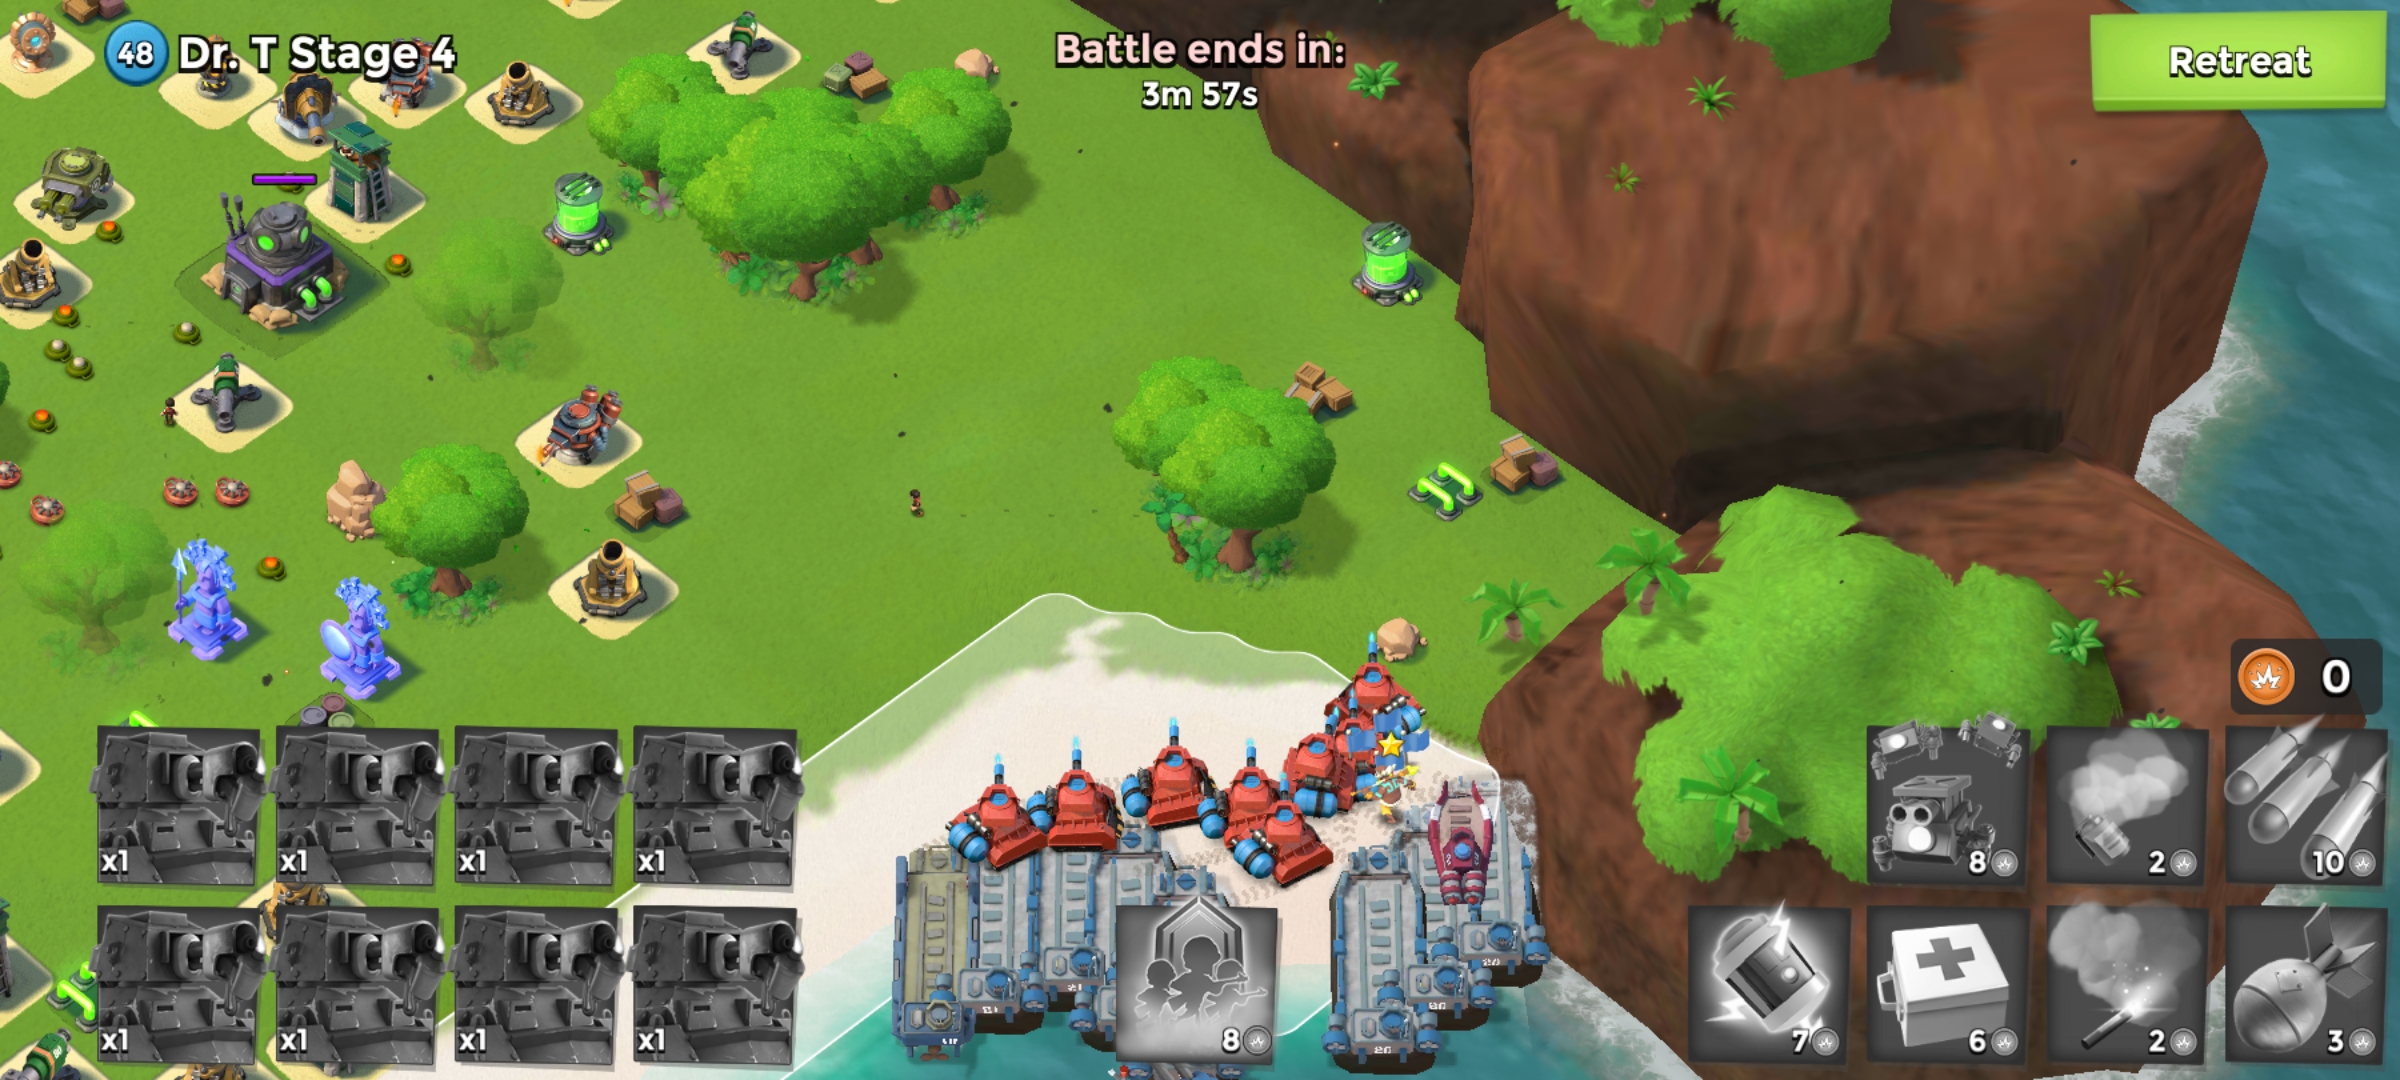 48 Dr. T Stage 4
Battle ends in:
3m 57s
Retreat
0
x1 x1 x1 x1
8 2 10
x1 x1 x1 x1
8
7 6 2 3